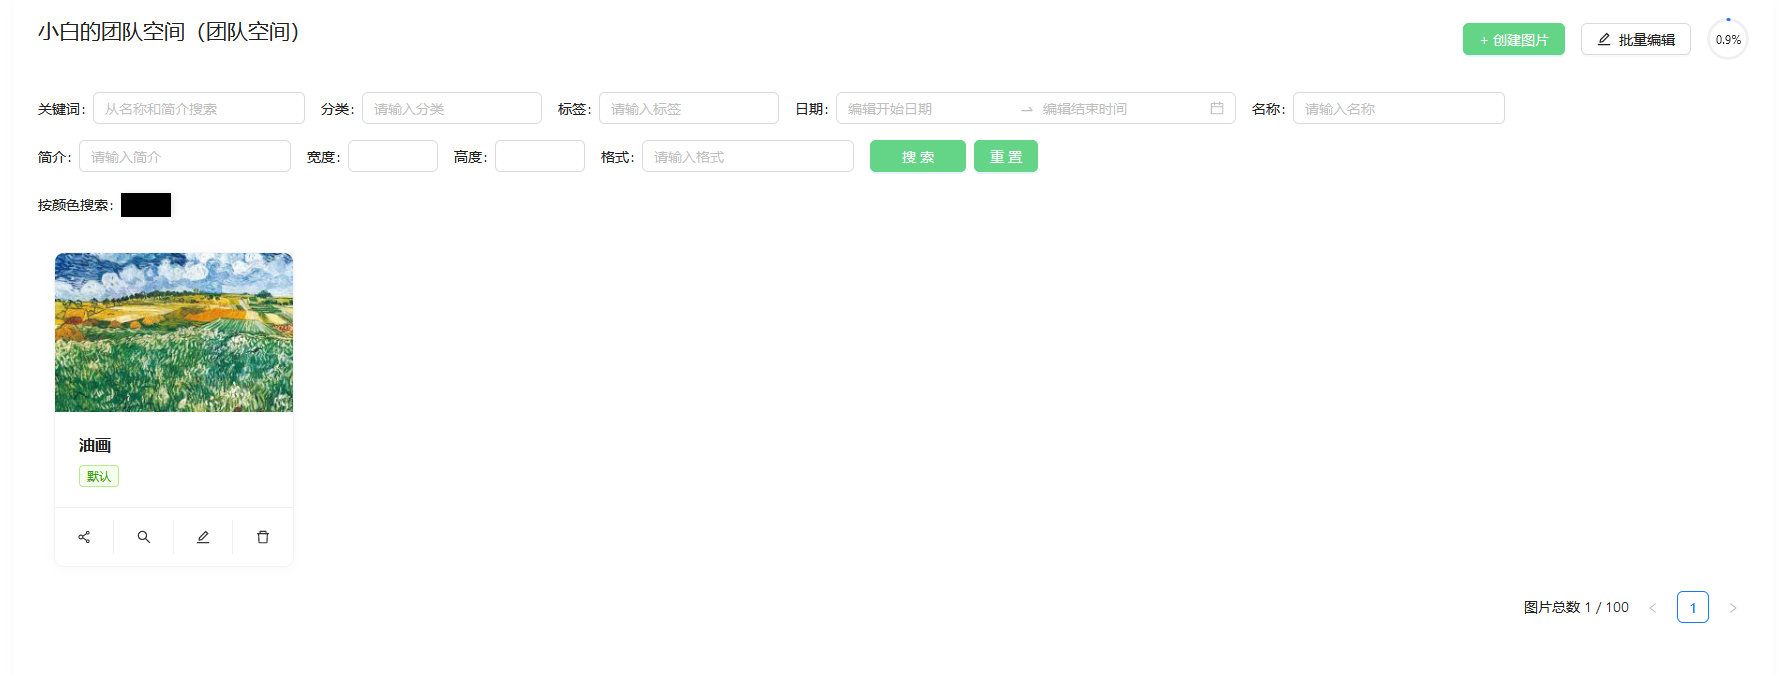 小白的团队空间（团队空间）
+ 创建图片 批量编辑 0.9%
关键词: 从名称和简介搜索 分类: 请输入分类 标签: 请输入标签 日期: 编辑开始日期 → 编辑结束时间 名称: 请输入名称
简介: 请输入简介 宽度: 高度: 格式: 请输入格式 搜 索 重 置
按颜色搜索:
油画
默认
图片总数 1 / 100 < 1 >